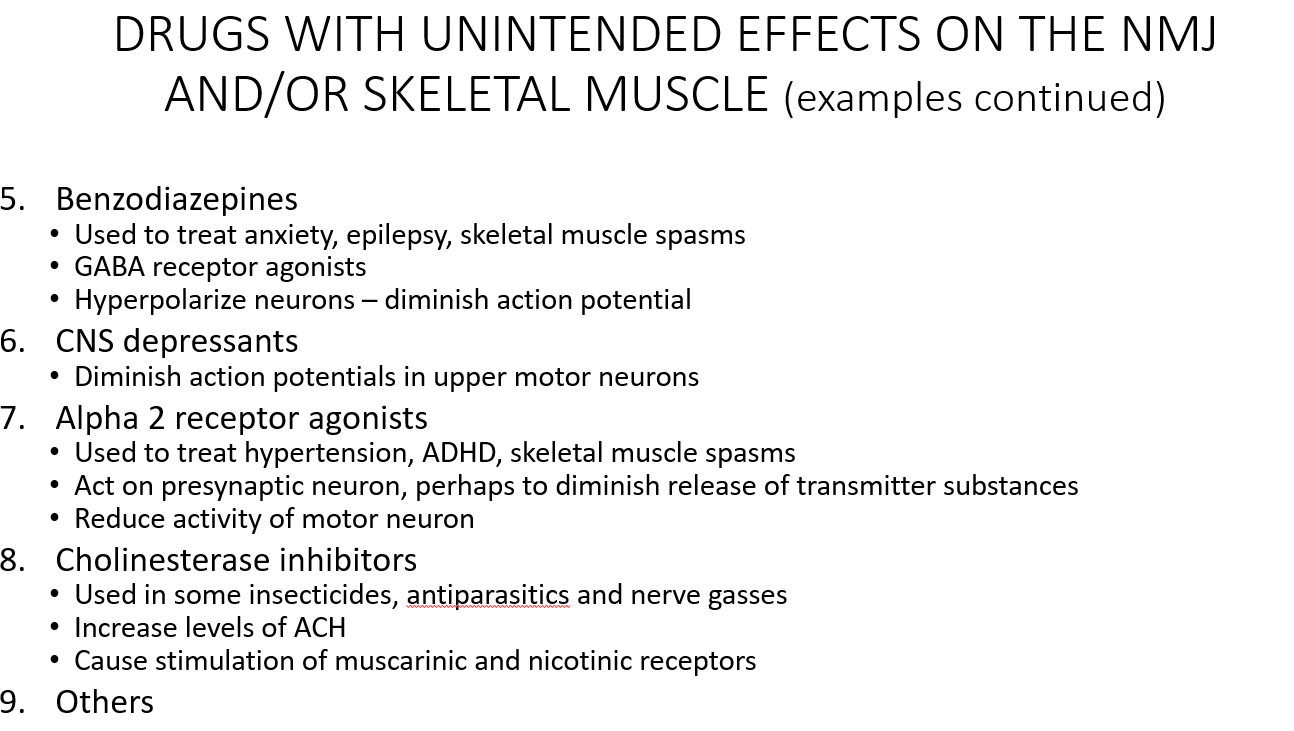 DRUGS WITH UNINTENDED EFFECTS ON THE NMJ
AND/OR SKELETAL MUSCLE (examples continued)
5. Benzodiazepines
• Used to treat anxiety, epilepsy, skeletal muscle spasms
• GABA receptor agonists
• Hyperpolarize neurons – diminish action potential
6. CNS depressants
• Diminish action potentials in upper motor neurons
7. Alpha 2 receptor agonists
• Used to treat hypertension, ADHD, skeletal muscle spasms
• Act on presynaptic neuron, perhaps to diminish release of transmitter substances
• Reduce activity of motor neuron
8. Cholinesterase inhibitors
• Used in some insecticides, antiparasitics and nerve gasses
• Increase levels of ACH
• Cause stimulation of muscarinic and nicotinic receptors
9. Others